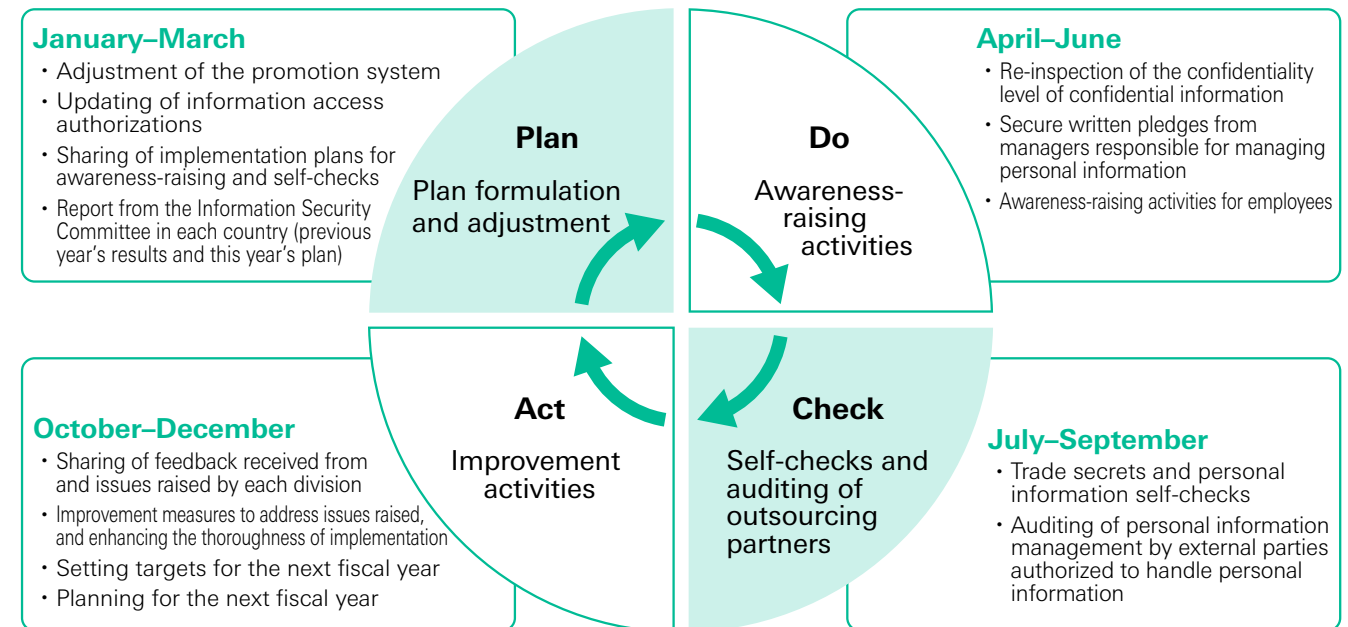 January–March
・Adjustment of the promotion system
・Updating of information access
authorizations
・Sharing of implementation plans for
awareness-raising and self-checks
・Report from the Information Security
Committee in each country (previous
year's results and this year's plan)
Plan
Plan formulation
and adjustment
Do
Awareness-
raising
activities
April–June
・Re-inspection of the confidentiality
level of confidential information
・Secure written pledges from
managers responsible for managing
personal information
・Awareness-raising activities for employees
October–December
・Sharing of feedback received from
and issues raised by each division
・Improvement measures to address issues raised,
and enhancing the thoroughness of implementation
・Setting targets for the next fiscal year
・Planning for the next fiscal year
Act
Improvement
activities
Check
Self-checks and
auditing of
outsourcing
partners
July–September
・Trade secrets and personal
information self-checks
・Auditing of personal information
management by external parties
authorized to handle personal
information